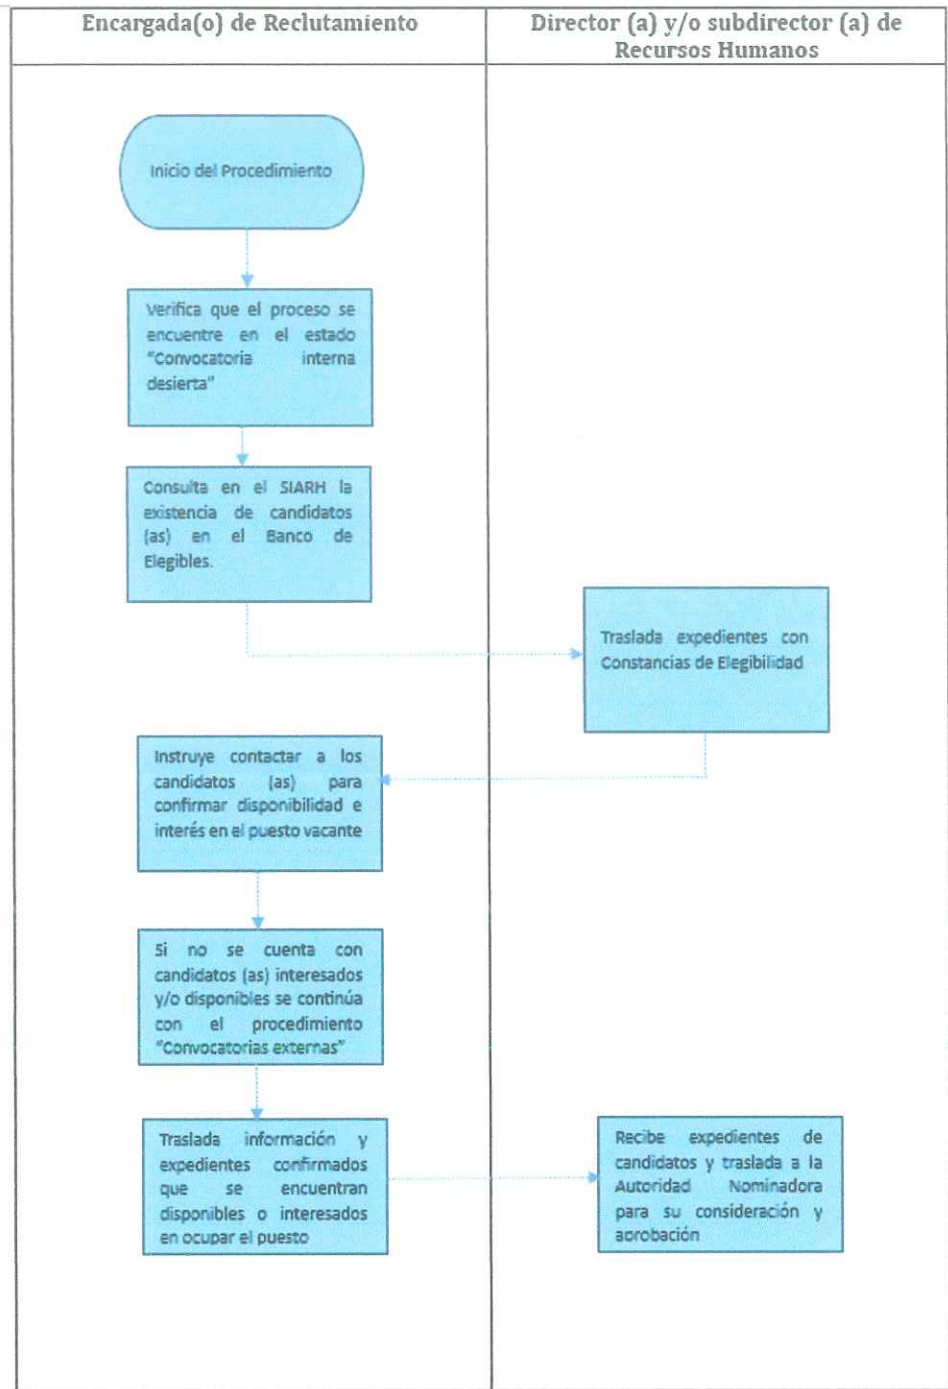 Encargada(o) de Reclutamiento
Director (a) y/o subdirector (a) de
Recursos Humanos
Inicio del Procedimiento
Verifica que el proceso se
encuentre en el estado
"Convocatoria interna
desierta"
Consulta en el SIARH la
existencia de candidatos
(as) en el Banco de
Elegibles.
Traslada expedientes con
Constancias de Elegibilidad
Instruye contactar a los
candidatos (as) para
confirmar disponibilidad e
interés en el puesto vacante
Si no se cuenta con
candidatos (as) interesados
y/o disponibles se continúa
con el procedimiento
"Convocatorias externas"
Traslada información y
expedientes confirmados
que se encuentran
disponibles o interesados
en ocupar el puesto
Recibe expedientes de
candidatos y traslada a la
Autoridad Nominadora
para su consideración y
aprobación